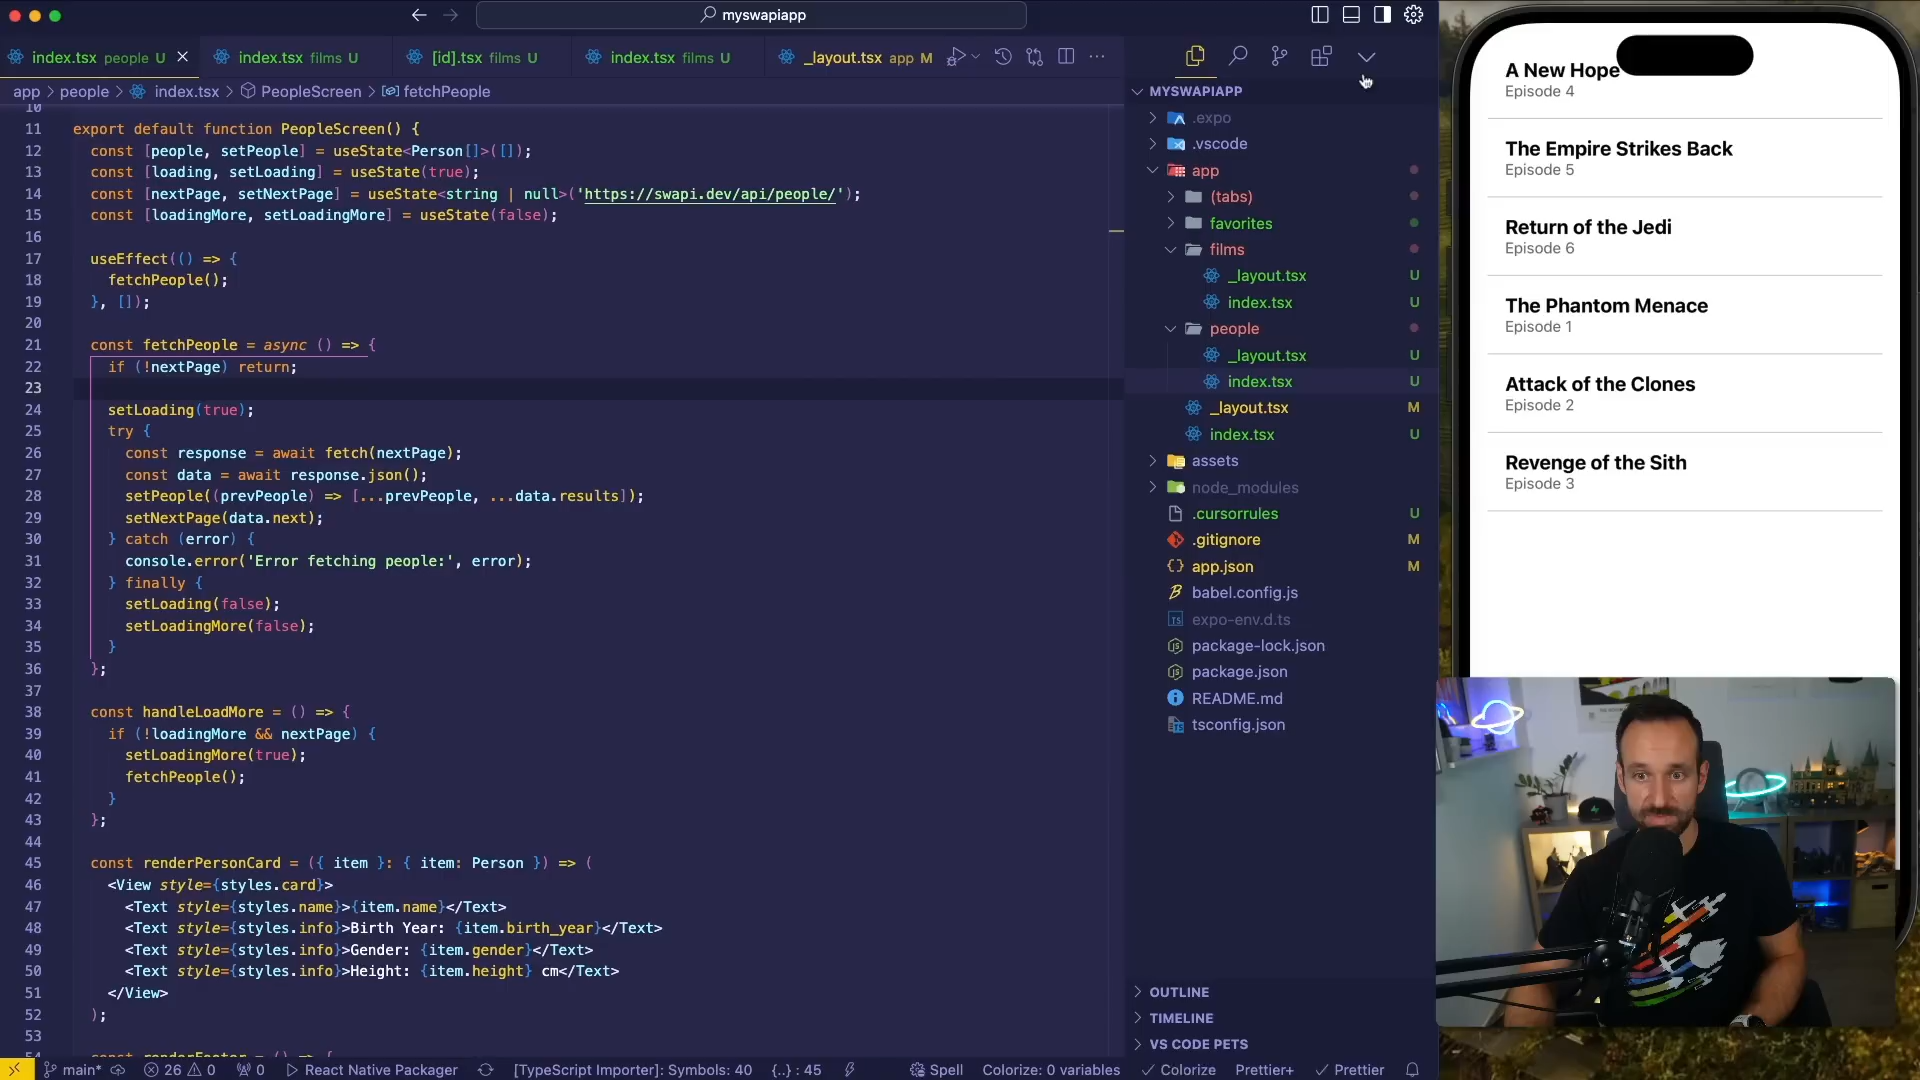 myswapiapp
index.tsx people U
index.tsx films U
[id].tsx films U
index.tsx films U
_layout.tsx app M
app > people > index.tsx > PeopleScreen > fetchPeople
10
11 export default function PeopleScreen() {
12 const [people, setPeople] = useState<Person[]>([]);
13 const [loading, setLoading] = useState(true);
14 const [nextPage, setNextPage] = useState<string | null>('https://swapi.dev/api/people/');
15 const [loadingMore, setLoadingMore] = useState(false);
16
17 useEffect(() => {
18 fetchPeople();
19 }, []);
20
21 const fetchPeople = async () => {
22 if (!nextPage) return;
23
24 setLoading(true);
25 try {
26 const response = await fetch(nextPage);
27 const data = await response.json();
28 setPeople((prevPeople) => [...prevPeople, ...data.results]);
29 setNextPage(data.next);
30 } catch (error) {
31 console.error('Error fetching people:', error);
32 } finally {
33 setLoading(false);
34 setLoadingMore(false);
35 }
36 };
37
38 const handleLoadMore = () => {
39 if (!loadingMore && nextPage) {
40 setLoadingMore(true);
41 fetchPeople();
42 }
43 };
44
45 const renderPersonCard = ({ item }: { item: Person }) => (
46 <View style={styles.card}>
47 <Text style={styles.name}>{item.name}</Text>
48 <Text style={styles.info}>Birth Year: {item.birth_year}</Text>
49 <Text style={styles.info}>Gender: {item.gender}</Text>
50 <Text style={styles.info}>Height: {item.height} cm</Text>
51 </View>
52 );
53
54 const renderFooter = () => {
MYSWAPIAPP
.expo
.vscode
app
(tabs)
favorites
films
_layout.tsx U
index.tsx U
people
_layout.tsx U
index.tsx U
_layout.tsx M
index.tsx U
assets
node_modules
.cursorrules U
.gitignore M
app.json M
babel.config.js
expo-env.d.ts
package-lock.json
package.json
README.md
tsconfig.json
OUTLINE
TIMELINE
VS CODE PETS
main* 26 0 0 React Native Packager [TypeScript Importer]: Symbols: 40 {..} : 45 Spell Colorize: 0 variables Colorize Prettier+ Prettier
A New Hope
Episode 4
The Empire Strikes Back
Episode 5
Return of the Jedi
Episode 6
The Phantom Menace
Episode 1
Attack of the Clones
Episode 2
Revenge of the Sith
Episode 3